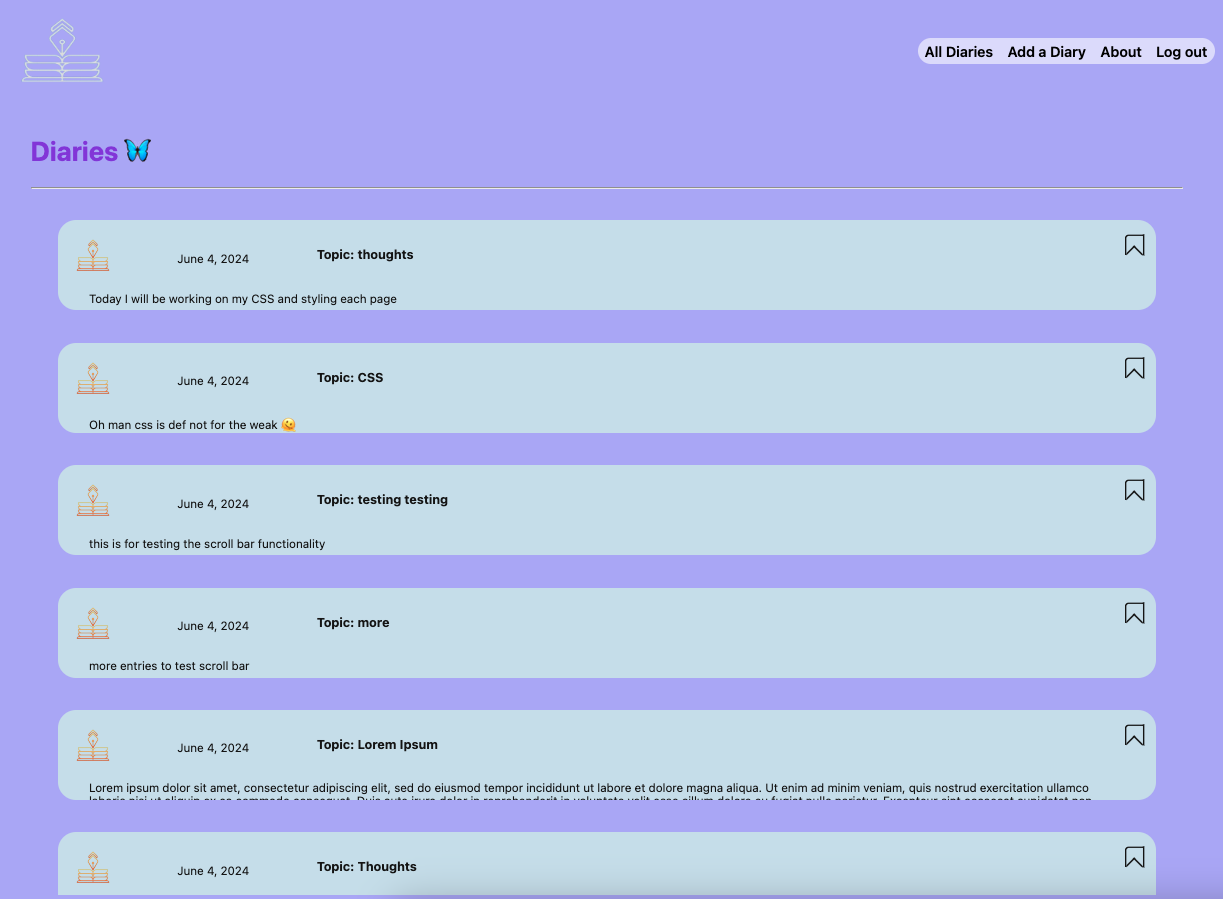 All Diaries Add a Diary About Log out
Diaries 🦋
June 4, 2024 Topic: thoughts
Today I will be working on my CSS and styling each page
June 4, 2024 Topic: CSS
Oh man css is def not for the weak 🫠
June 4, 2024 Topic: testing testing
this is for testing the scroll bar functionality
June 4, 2024 Topic: more
more entries to test scroll bar
June 4, 2024 Topic: Lorem Ipsum
Lorem ipsum dolor sit amet, consectetur adipiscing elit, sed do eiusmod tempor incididunt ut labore et dolore magna aliqua. Ut enim ad minim veniam, quis nostrud exercitation ullamco
June 4, 2024 Topic: Thoughts